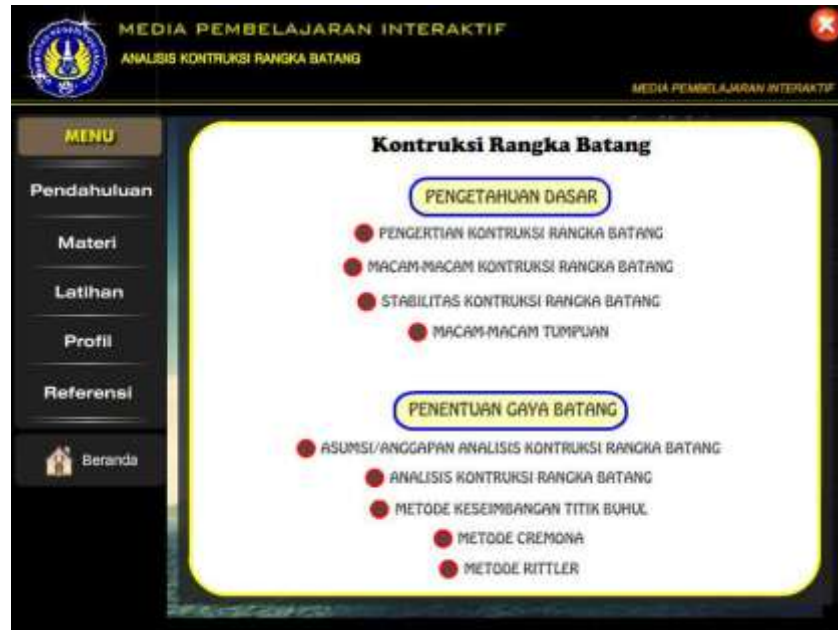 MEDIA PEMBELAJARAN INTERAKTIF
ANALISIS KONTRUKSI RANGKA BATANG
MEDIA PEMBELAJARAN INTERAKTIF
MENU
Pendahuluan
Materi
Latihan
Profil
Referensi
Beranda
Kontruksi Rangka Batang
PENGETAHUAN DASAR
PENGERTIAN KONTRUKSI RANGKA BATANG
MACAM-MACAM KONTRUKSI RANGKA BATANG
STABILITAS KONTRUKSI RANGKA BATANG
MACAM-MACAM TUMPUAN
PENENTUAN GAYA BATANG
ASUMSI/ANGGAPAN ANALISIS KONTRUKSI RANGKA BATANG
ANALISIS KONTRUKSI RANGKA BATANG
METODE KESEIMBANGAN TITIK BUHUL
METODE CREMONA
METODE RITTLER